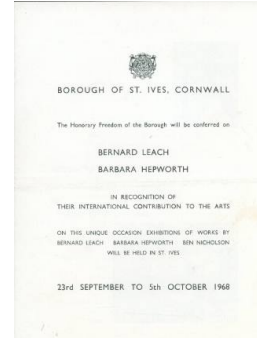 BOROUGH OF ST. IVES, CORNWALL
The Honorary Freedom of the Borough will be conferred on
BERNARD LEACH
BARBARA HEPWORTH
IN RECOGNITION OF
THEIR INTERNATIONAL CONTRIBUTION TO THE ARTS
ON THIS UNIQUE OCCASION EXHIBITIONS OF WORKS BY
BERNARD LEACH BARBARA HEPWORTH BEN NICHOLSON
WILL BE HELD IN ST. IVES
23rd SEPTEMBER TO 5th OCTOBER 1968